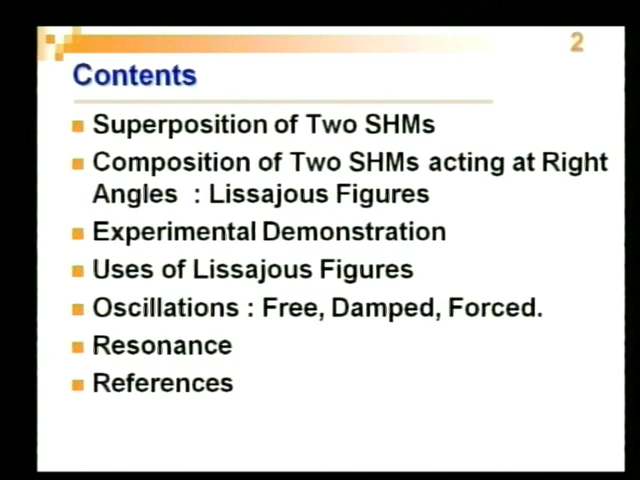 2
Contents
Superposition of Two SHMs
Composition of Two SHMs acting at Right
Angles : Lissajous Figures
Experimental Demonstration
Uses of Lissajous Figures
Oscillations : Free, Damped, Forced.
Resonance
References